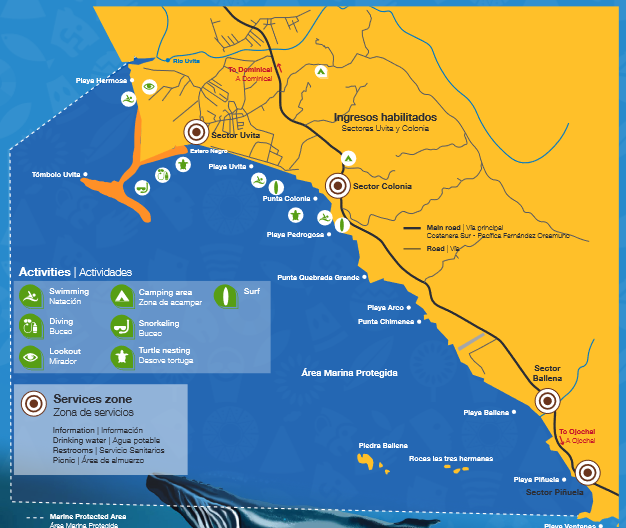 Río Uvita
To Dominical
A Dominical
Playa Hermosa
Ingresos habilitados
Sectores Uvita y Colonia
Sector Uvita
Estero Negro
Playa Uvita
Tómbolo Uvita
Sector Colonia
Punta Colonia
Playa Pedregosa
Main road | Vía principal
Costanera Sur - Pacífica Fernández Oreamuno
Road | Vía
Activities | Actividades
Swimming
Natación
Camping area
Zona de acampar
Surf
Diving
Buceo
Snorkeling
Buceo
Lookout
Mirador
Turtle nesting
Desove tortuga
Punta Quebrada Grande
Playa Arco
Punta Chimenea
Área Marina Protegida
Sector
Ballena
Playa Ballena
Services zone
Zona de servicios
Information | Información
Drinking water | Agua potable
Restrooms | Servicio Sanitarios
Picnic | Área de almuerzo
To Ojochal
A Ojochal
Piedra Ballena
Rocas las tres hermanas
Playa Piñuela
Sector Piñuela
Marine Protected Area
Área Marina Protegida
Playa Ventanas